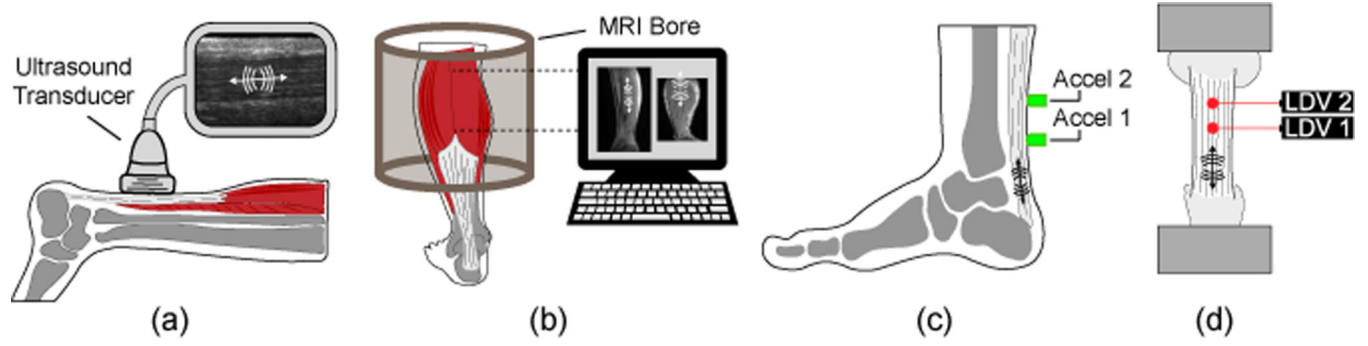 Ultrasound
Transducer
MRI Bore
Accel 2
Accel 1
LDV 2
LDV 1
(a)
(b)
(c)
(d)